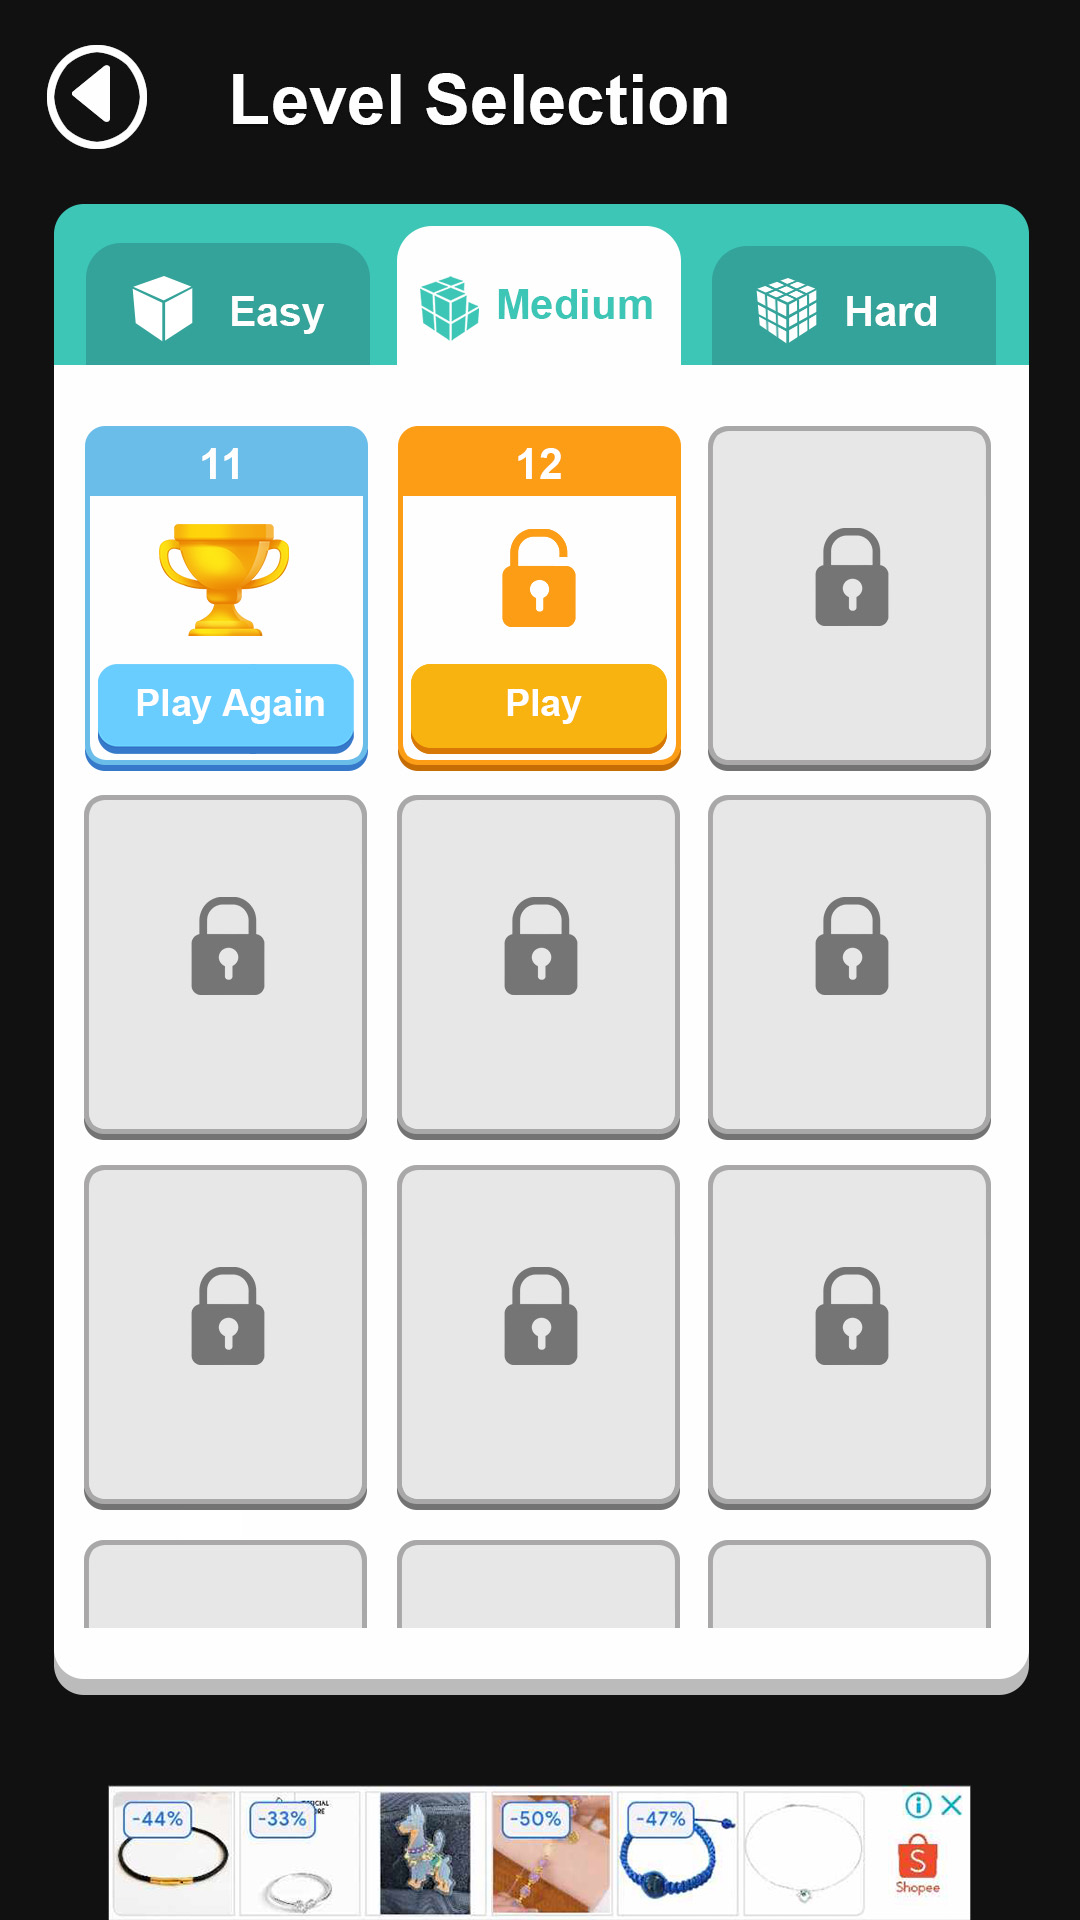 Level Selection
Easy
Medium
Hard
11
12
Play Again
Play
-44%
-33%
-50%
-47%
Shopee